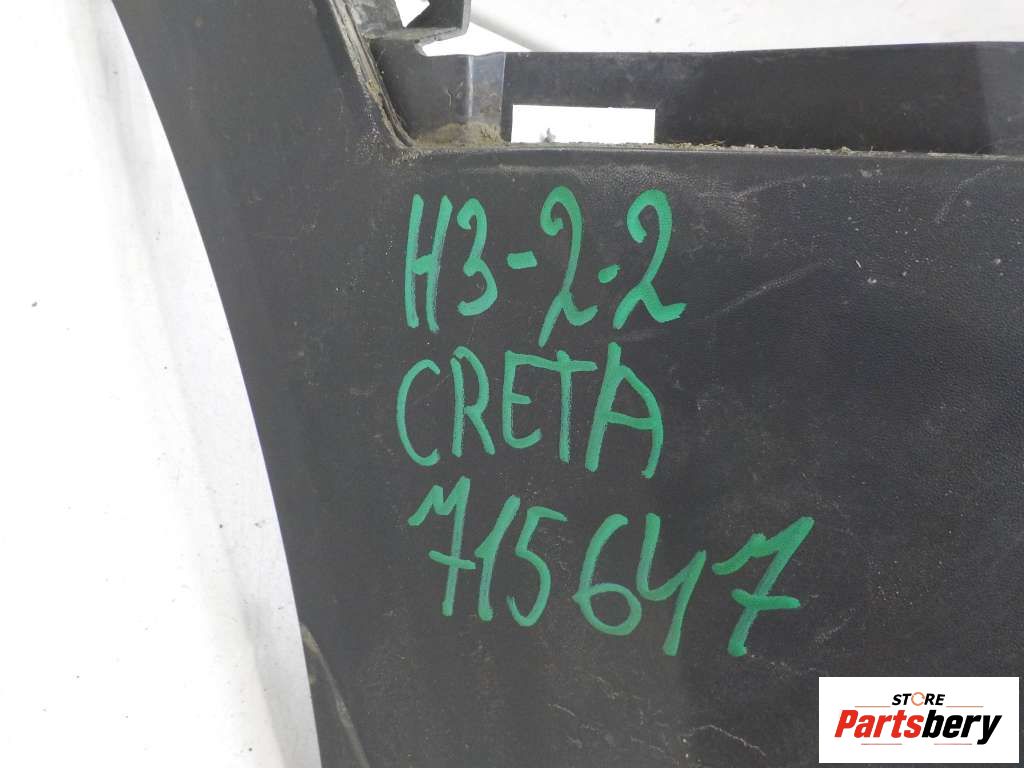 H3-2-2
CRETA
715647
STORE
Partsbery